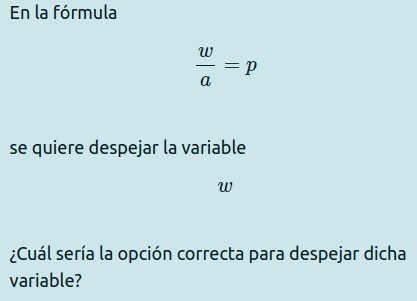 En la fórmula
w/a = p
se quiere despejar la variable
w
¿Cuál sería la opción correcta para despejar dicha
variable?